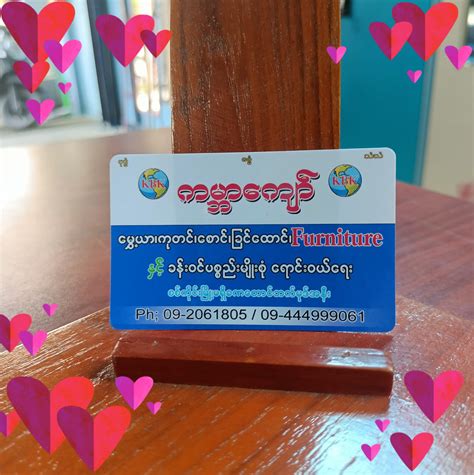 KBK ကမ္ဘာကျော် KBK
မွေ့ယာ၊ကုတင်၊စောင်၊ခြင်ထောင်၊Furniture
နှင့် ခန်းဝင်ပစ္စည်းမျိုးစုံ ရောင်းဝယ်ရေး
Ph; 09-2061805 / 09-444999061